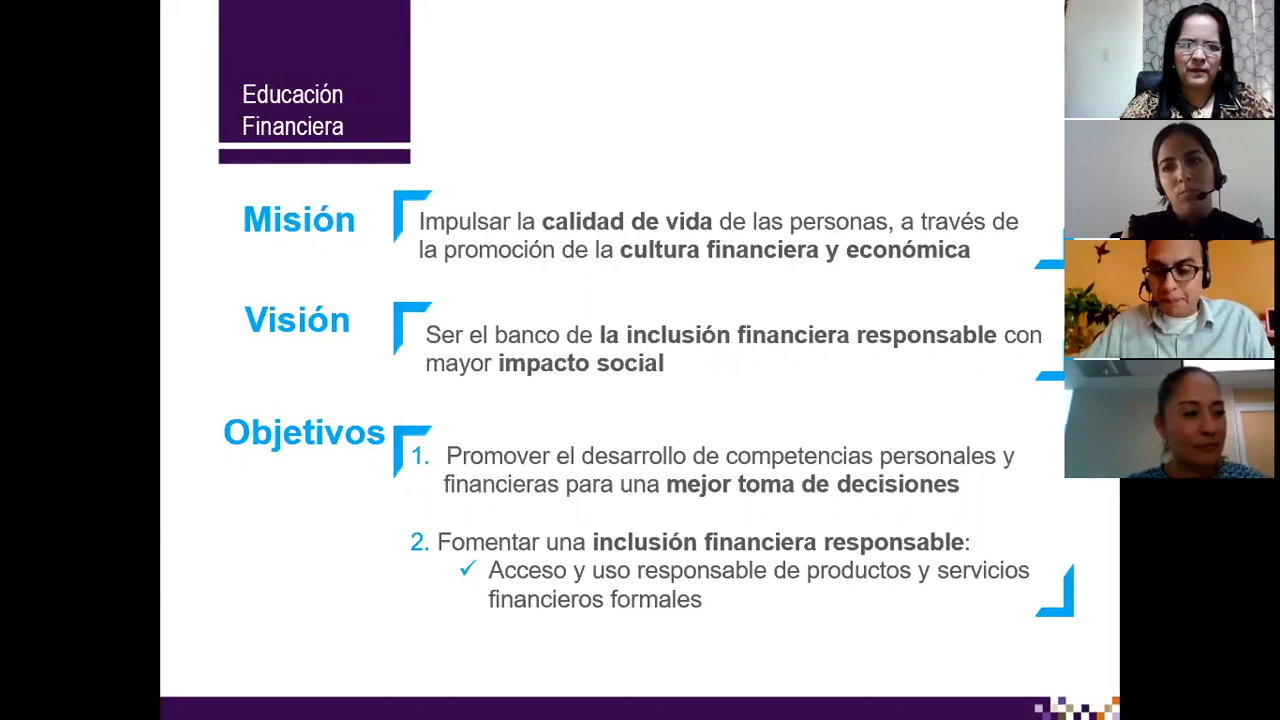 Educación
Financiera
Misión
Impulsar la calidad de vida de las personas, a través de
la promoción de la cultura financiera y económica
Visión
Ser el banco de la inclusión financiera responsable con
mayor impacto social
Objetivos
1. Promover el desarrollo de competencias personales y
financieras para una mejor toma de decisiones
2. Fomentar una inclusión financiera responsable:
✓ Acceso y uso responsable de productos y servicios
financieros formales